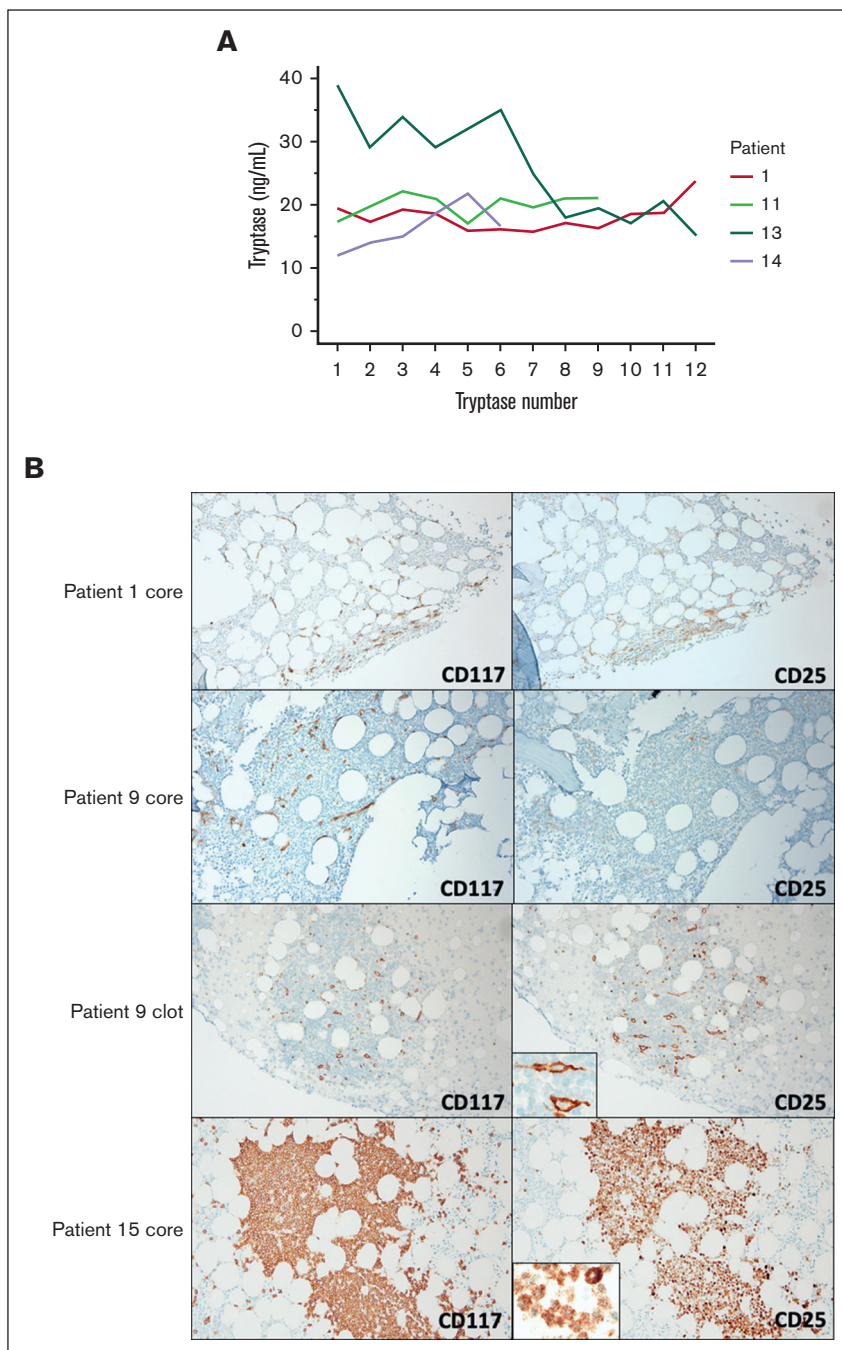 A
Tryptase (ng/mL)
40
30
20
10
0
1 2 3 4 5 6 7 8 9 10 11 12
Tryptase number
Patient
1
11
13
14
B
Patient 1 core
CD117
CD25
Patient 9 core
CD117
CD25
Patient 9 clot
CD117
CD25
Patient 15 core
CD117
CD25